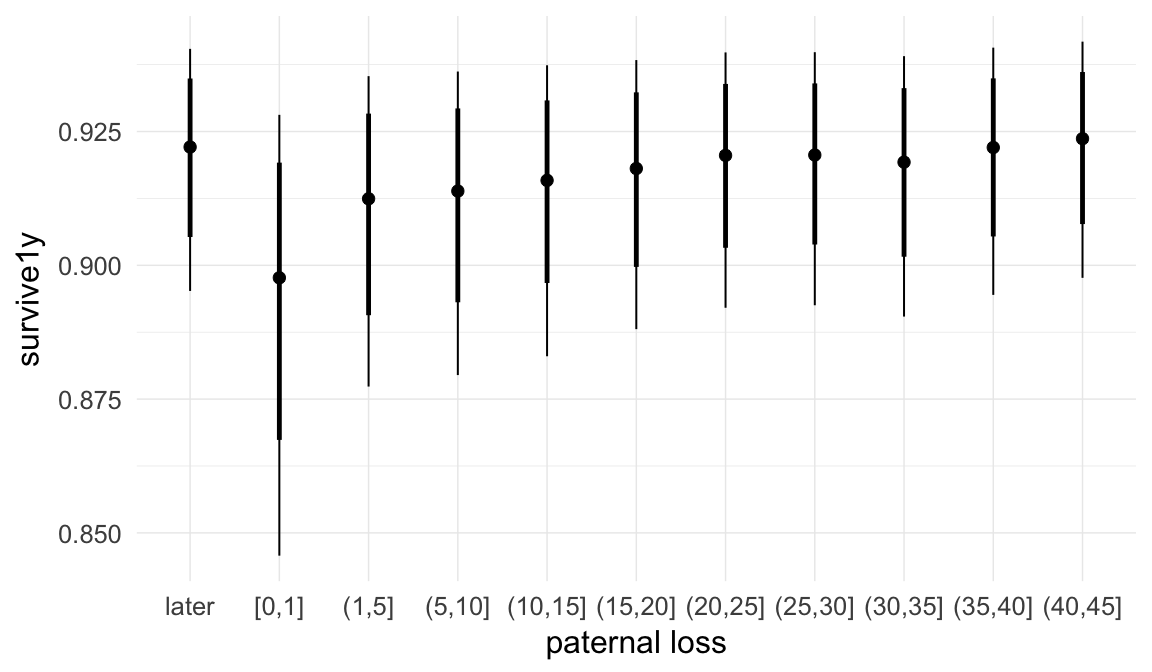 survive1y
0.925
0.900
0.875
0.850
later [0,1] (1,5] (5,10] (10,15] (15,20] (20,25] (25,30] (30,35] (35,40] (40,45]
paternal loss